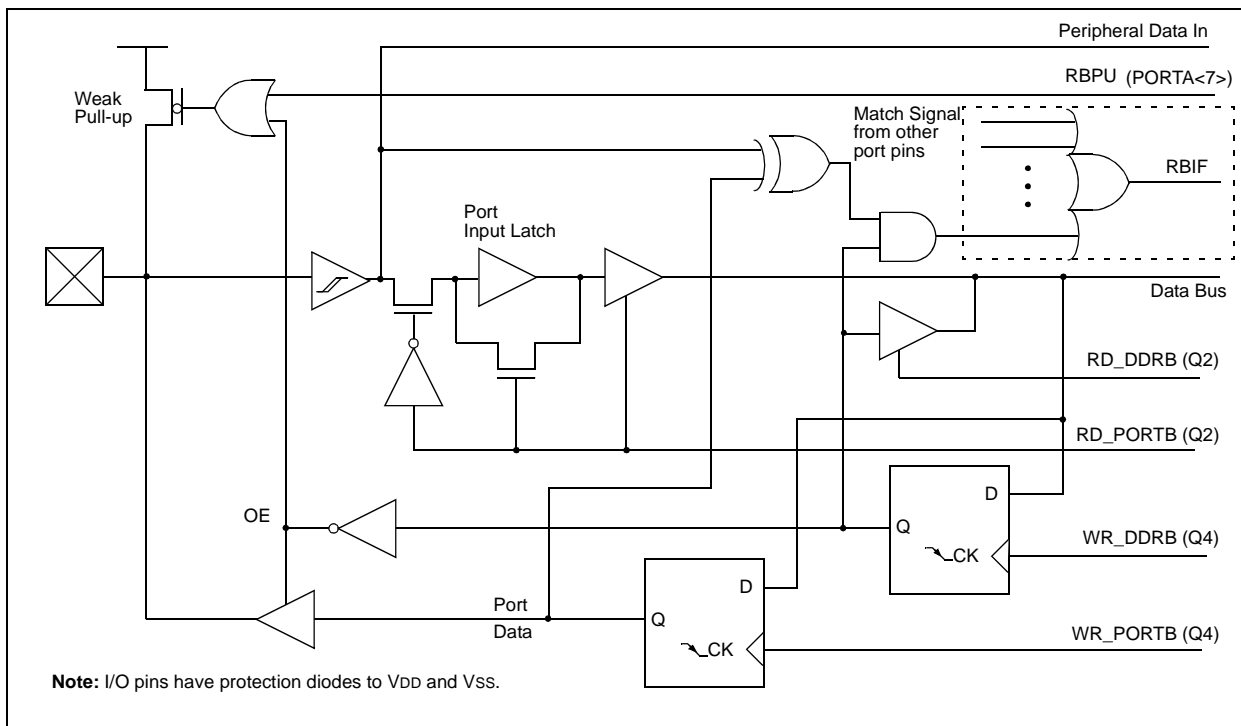 Peripheral Data In
RBPU (PORTA<7>)
Weak
Pull-up
Match Signal
from other
port pins
RBIF
Port
Input Latch
Data Bus
RD_DDRB (Q2)
RD_PORTB (Q2)
D
OE
Q
CK
WR_DDRB (Q4)
D
Port
Data
Q
CK
WR_PORTB (Q4)
Note: I/O pins have protection diodes to VDD and VSS.